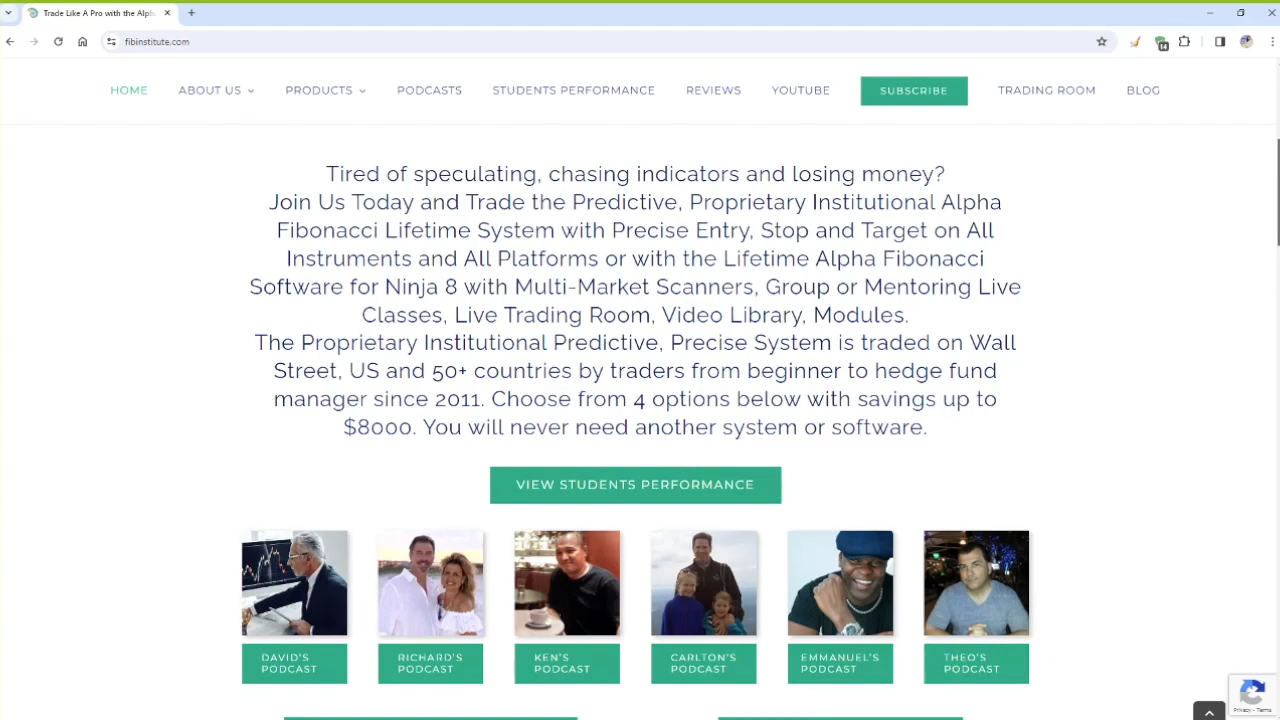 Trade Like A Pro with the Alph
fibinstitute.com
14
HOME ABOUT US PRODUCTS PODCASTS STUDENTS PERFORMANCE REVIEWS YOUTUBE SUBSCRIBE TRADING ROOM BLOG
Tired of speculating, chasing indicators and losing money?
Join Us Today and Trade the Predictive, Proprietary Institutional Alpha
Fibonacci Lifetime System with Precise Entry, Stop and Target on All
Instruments and All Platforms or with the Lifetime Alpha Fibonacci
Software for Ninja 8 with Multi-Market Scanners, Group or Mentoring Live
Classes, Live Trading Room, Video Library, Modules.
The Proprietary Institutional Predictive, Precise System is traded on Wall
Street, US and 50+ countries by traders from beginner to hedge fund
manager since 2011. Choose from 4 options below with savings up to
$8000. You will never need another system or software.
VIEW STUDENTS PERFORMANCE
DAVID'S
PODCAST
RICHARD'S
PODCAST
KEN'S
PODCAST
CARLTON'S
PODCAST
EMMANUEL'S
PODCAST
THEO'S
PODCAST
Privacy - Terms